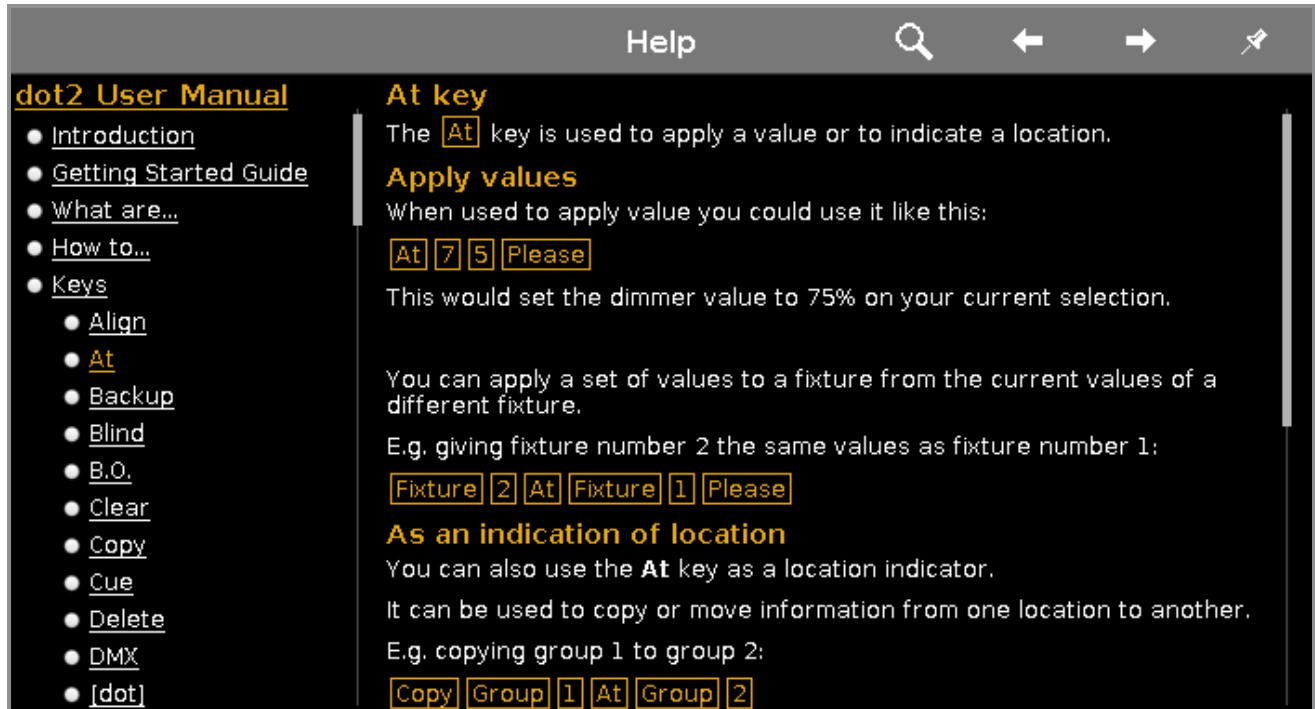 Help
dot2 User Manual
Introduction
Getting Started Guide
What are...
How to...
Keys
Align
At
Backup
Blind
B.O.
Clear
Copy
Cue
Delete
DMX
[dot]
At key
The At key is used to apply a value or to indicate a location.
Apply values
When used to apply value you could use it like this:
At 7 5 Please
This would set the dimmer value to 75% on your current selection.
You can apply a set of values to a fixture from the current values of a
different fixture.
E.g. giving fixture number 2 the same values as fixture number 1:
Fixture 2 At Fixture 1 Please
As an indication of location
You can also use the At key as a location indicator.
It can be used to copy or move information from one location to another.
E.g. copying group 1 to group 2:
Copy Group 1 At Group 2